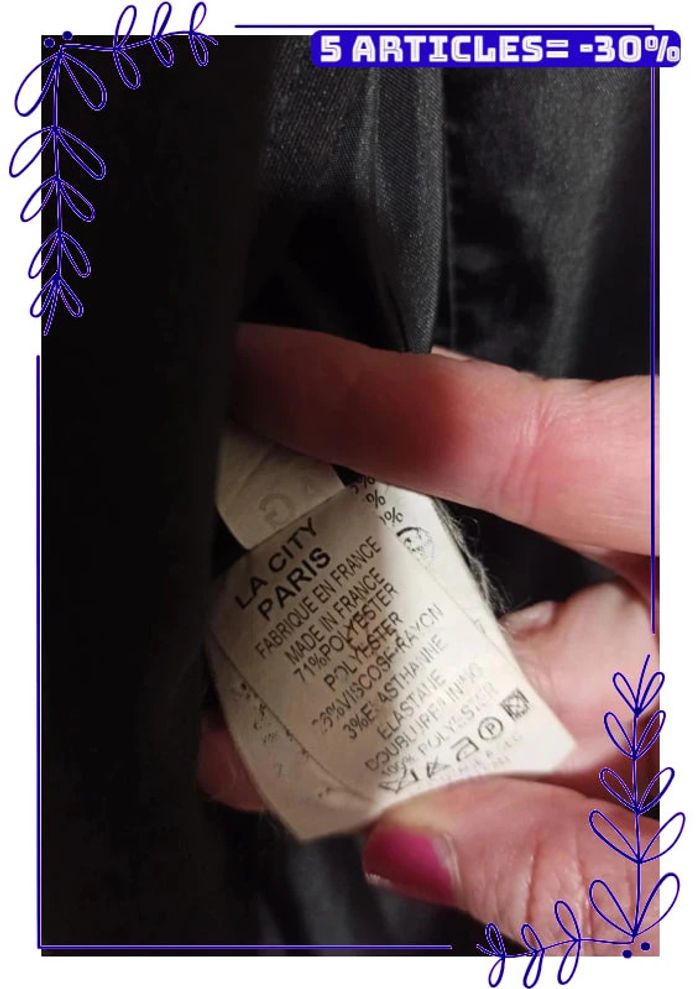 5 ARTICLES= -30%
G
%
%
%
LA CITY
PARIS
FABRIQUE EN FRANCE
MADE IN FRANCE
71%POLYESTER
POLYESTER
VISCOSE-RAYON
3%ELASTHANNE
ELASTANE
DOUBLURE/LINING
100% POLYESTER